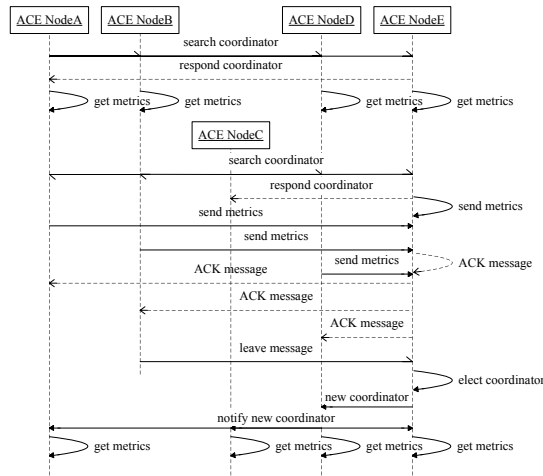 ACE NodeA ACE NodeB ACE NodeD ACE NodeE
search coordinator
respond coordinator
get metrics get metrics get metrics get metrics
ACE NodeC
search coordinator
respond coordinator
send metrics
send metrics
send metrics
send metrics
ACK message
ACK message
ACK message
ACK message
leave message
elect coordinator
new coordinator
notify new coordinator
get metrics get metrics get metrics get metrics